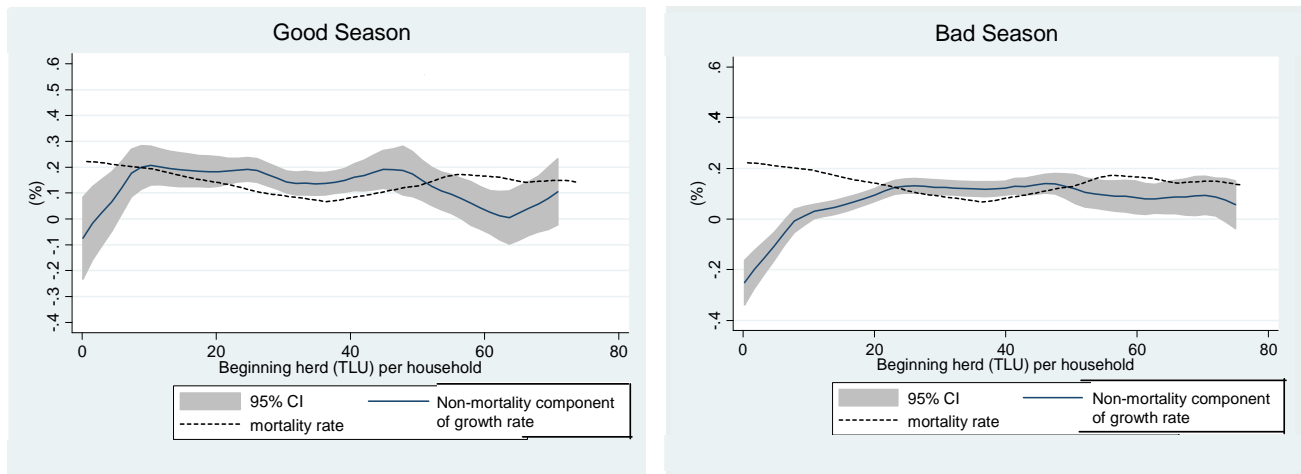 Good Season
(%)
.6
.5
.4
.3
.2
.1
0
-.1
-.2
-.3
-.4
0 20 40 60 80
Beginning herd (TLU) per household
95% CI
Non-mortality component
of growth rate
mortality rate
Bad Season
(%)
.6
.4
.2
0
-.2
-.4
0 20 40 60 80
Beginning herd (TLU) per household
95% CI
Non-mortality component
of growth rate
mortality rate